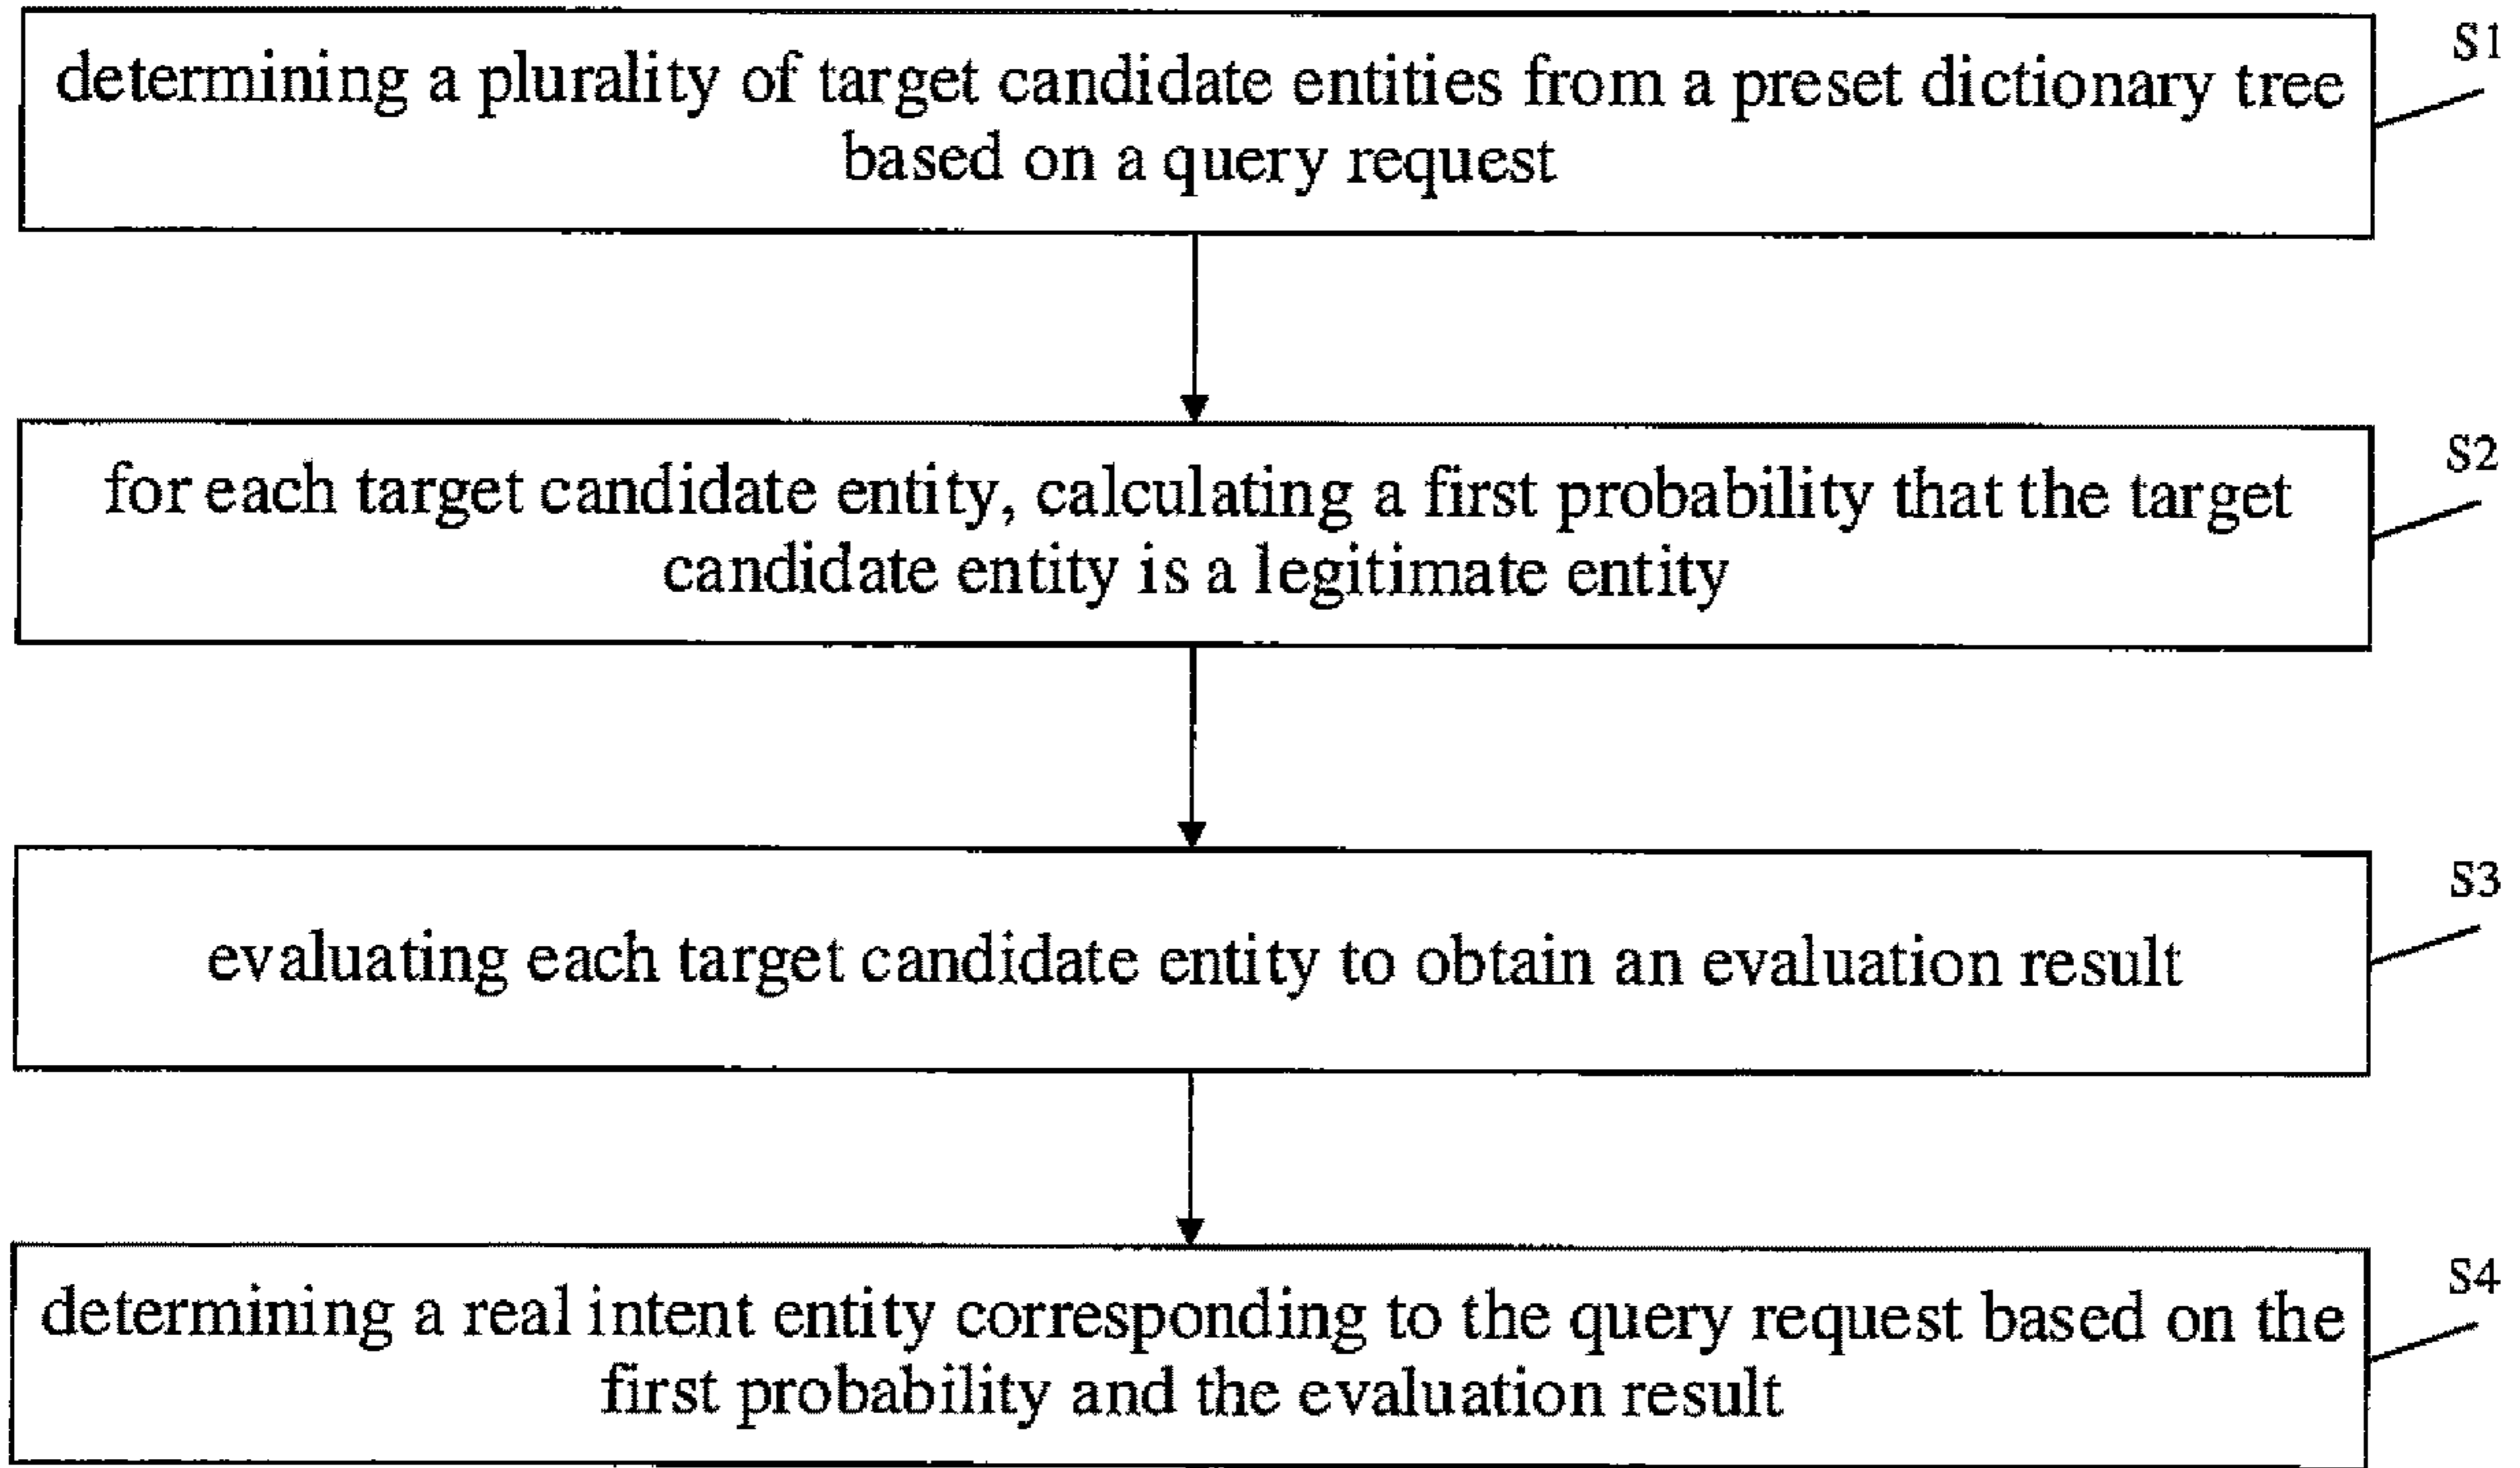 S1
determining a plurality of target candidate entities from a preset dictionary tree
based on a query request
S2
for each target candidate entity, calculating a first probability that the target
candidate entity is a legitimate entity
S3
evaluating each target candidate entity to obtain an evaluation result
S4
determining a real intent entity corresponding to the query request based on the
first probability and the evaluation result